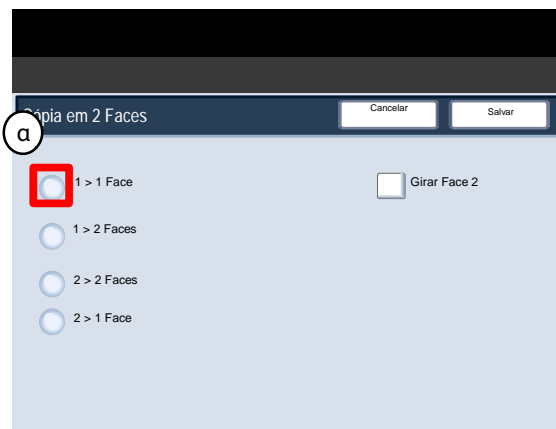 Cópia em 2 Faces
Cancelar
Salvar
a
1 > 1 Face
Girar Face 2
1 > 2 Faces
2 > 2 Faces
2 > 1 Face